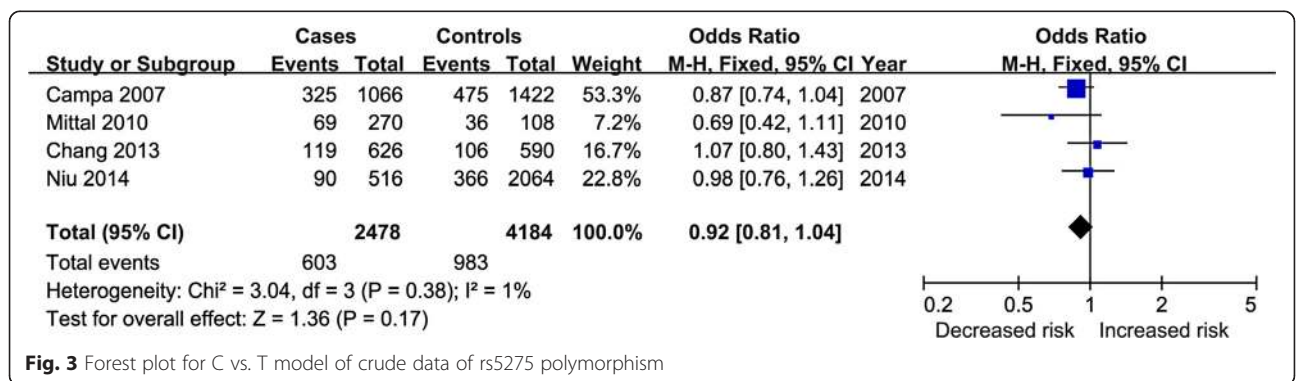 Cases Controls Odds Ratio Odds Ratio
Study or Subgroup Events Total Events Total Weight M-H, Fixed, 95% CI Year M-H, Fixed, 95% CI
Campa 2007 325 1066 475 1422 53.3% 0.87 [0.74, 1.04] 2007
Mittal 2010 69 270 36 108 7.2% 0.69 [0.42, 1.11] 2010
Chang 2013 119 626 106 590 16.7% 1.07 [0.80, 1.43] 2013
Niu 2014 90 516 366 2064 22.8% 0.98 [0.76, 1.26] 2014
Total (95% CI) 2478 4184 100.0% 0.92 [0.81, 1.04]
Total events 603 983
Heterogeneity: Chi² = 3.04, df = 3 (P = 0.38); I² = 1%
Test for overall effect: Z = 1.36 (P = 0.17)
0.2 0.5 1 2 5
Decreased risk Increased risk
Fig. 3 Forest plot for C vs. T model of crude data of rs5275 polymorphism